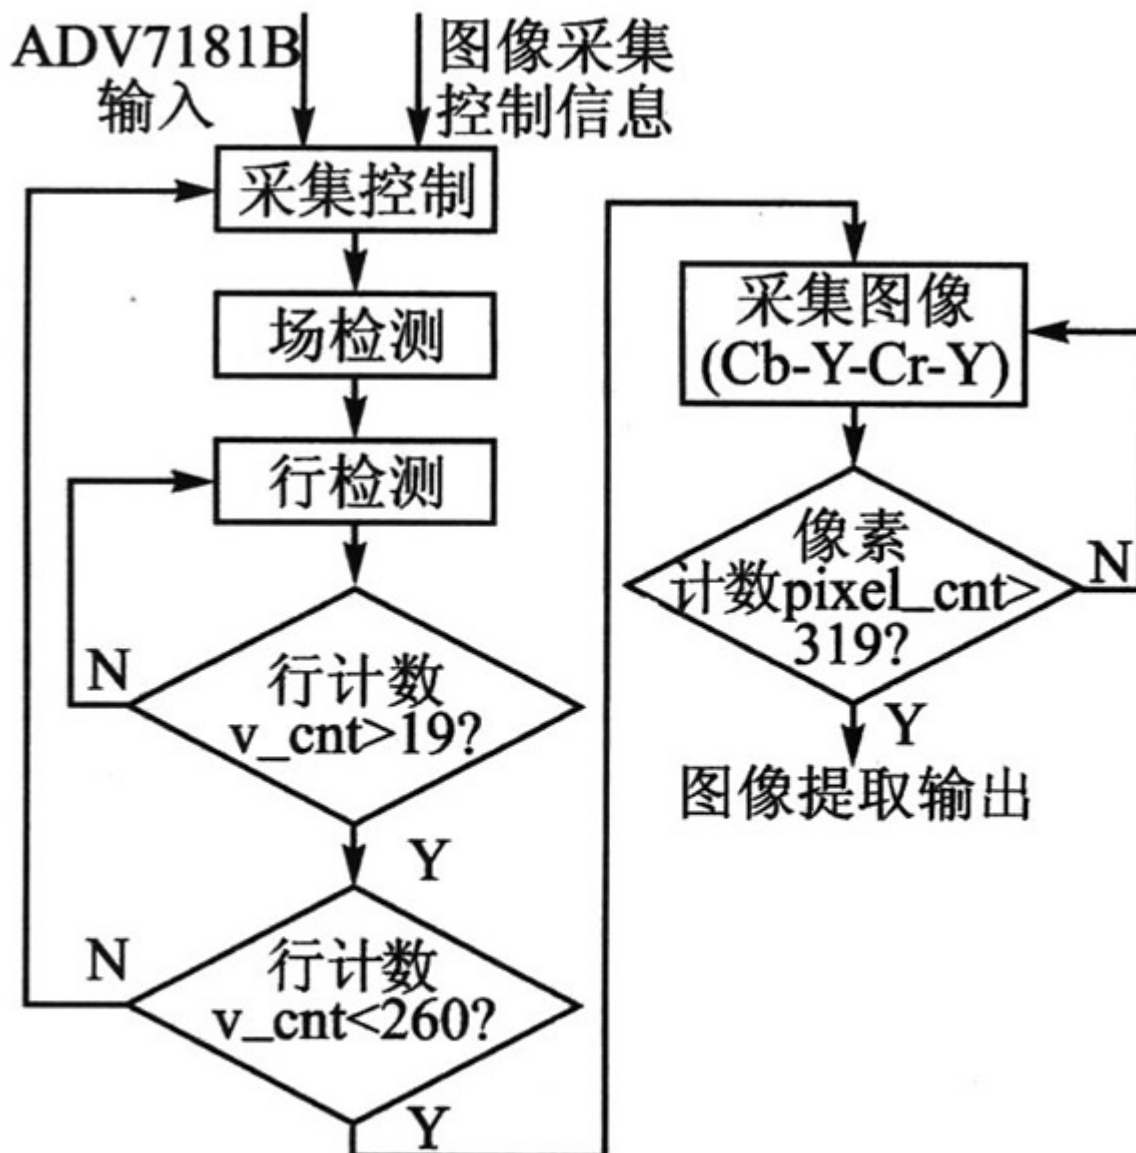 ADV7181B
输入
图像采集
控制信息
采集控制
场检测
行检测
N
行计数
v_cnt>19?
Y
N
行计数
v_cnt<260?
Y
采集图像
(Cb-Y-Cr-Y)
像素
计数pixel_cnt>
319?
N
Y
图像提取输出